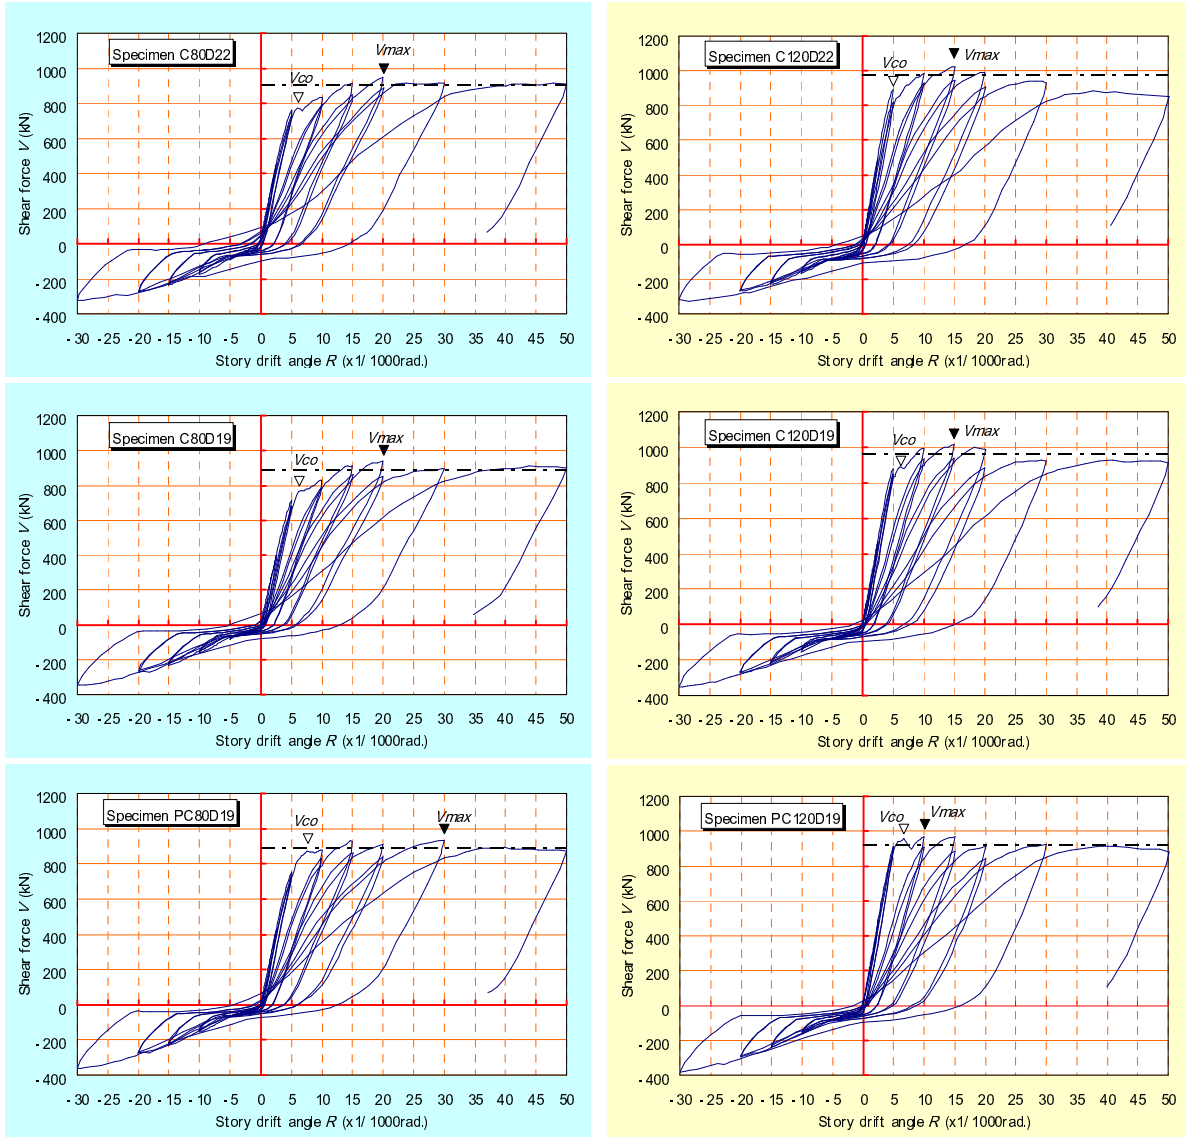 Specimen C80D22
Vco
Vmax
1200
1000
800
600
400
200
0
- 200
- 400
Shear force V (kN)
- 30 - 25 - 20 - 15 - 10 - 5 0 5 10 15 20 25 30 35 40 45 50
Story drift angle R (x1/ 1000rad.)
Specimen C120D22
Vco
Vmax
1200
1000
800
600
400
200
0
- 200
- 400
Shear force V (kN)
- 30 - 25 - 20 - 15 - 10 - 5 0 5 10 15 20 25 30 35 40 45 50
Story drift angle R (x1/ 1000rad.)
Specimen C80D19
Vco
Vmax
1200
1000
800
600
400
200
0
- 200
- 400
Shear force V (kN)
- 30 - 25 - 20 - 15 - 10 - 5 0 5 10 15 20 25 30 35 40 45 50
Story drift angle R (x1/ 1000rad.)
Specimen C120D19
Vco
Vmax
1200
1000
800
600
400
200
0
- 200
- 400
Shear force V (kN)
- 30 - 25 - 20 - 15 - 10 - 5 0 5 10 15 20 25 30 35 40 45 50
Story drift angle R (x1/ 1000rad.)
Specimen PC80D19
Vco
Vmax
1200
1000
800
600
400
200
0
- 200
- 400
Shear force V (kN)
- 30 - 25 - 20 - 15 - 10 - 5 0 5 10 15 20 25 30 35 40 45 50
Story drift angle R (x1/ 1000rad.)
Specimen PC120D19
Vco
Vmax
1200
1000
800
600
400
200
0
- 200
- 400
Shear force V (kN)
- 30 - 25 - 20 - 15 - 10 - 5 0 5 10 15 20 25 30 35 40 45 50
Story drift angle R (x1/ 1000rad.)